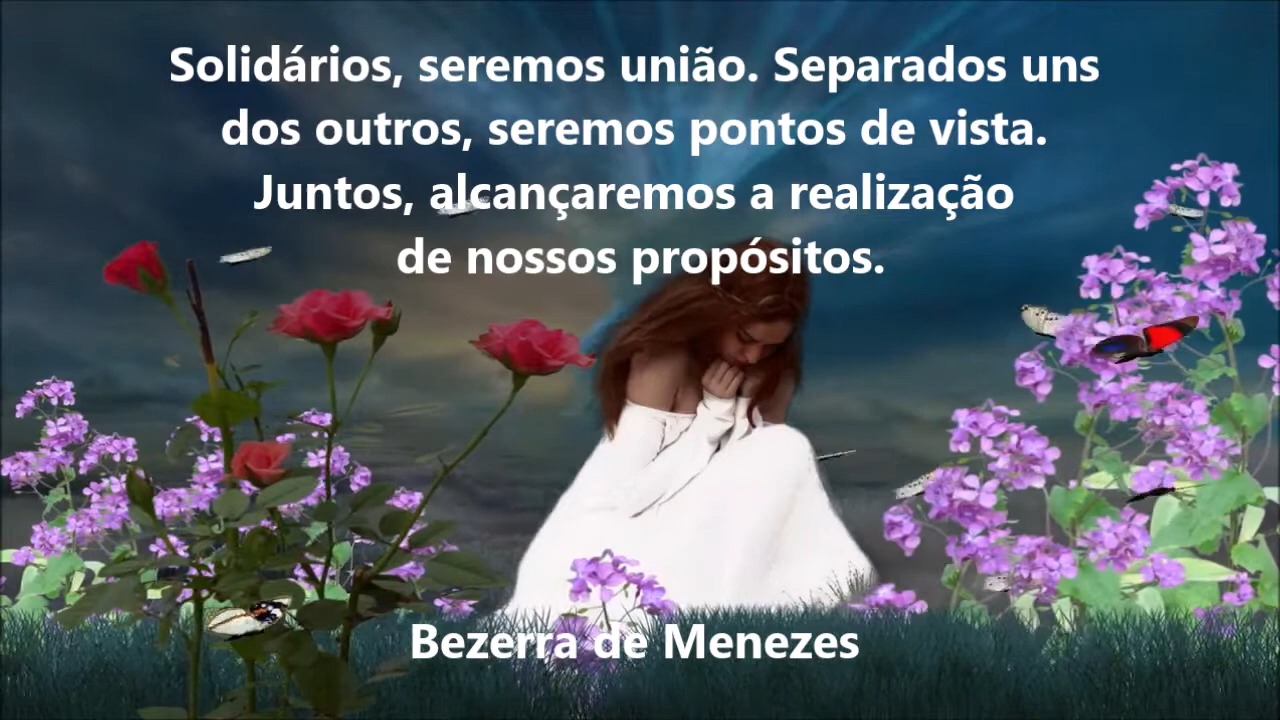 Solidários, seremos união. Separados uns
dos outros, seremos pontos de vista.
Juntos, alcançaremos a realização
de nossos propósitos.
Bezerra de Menezes